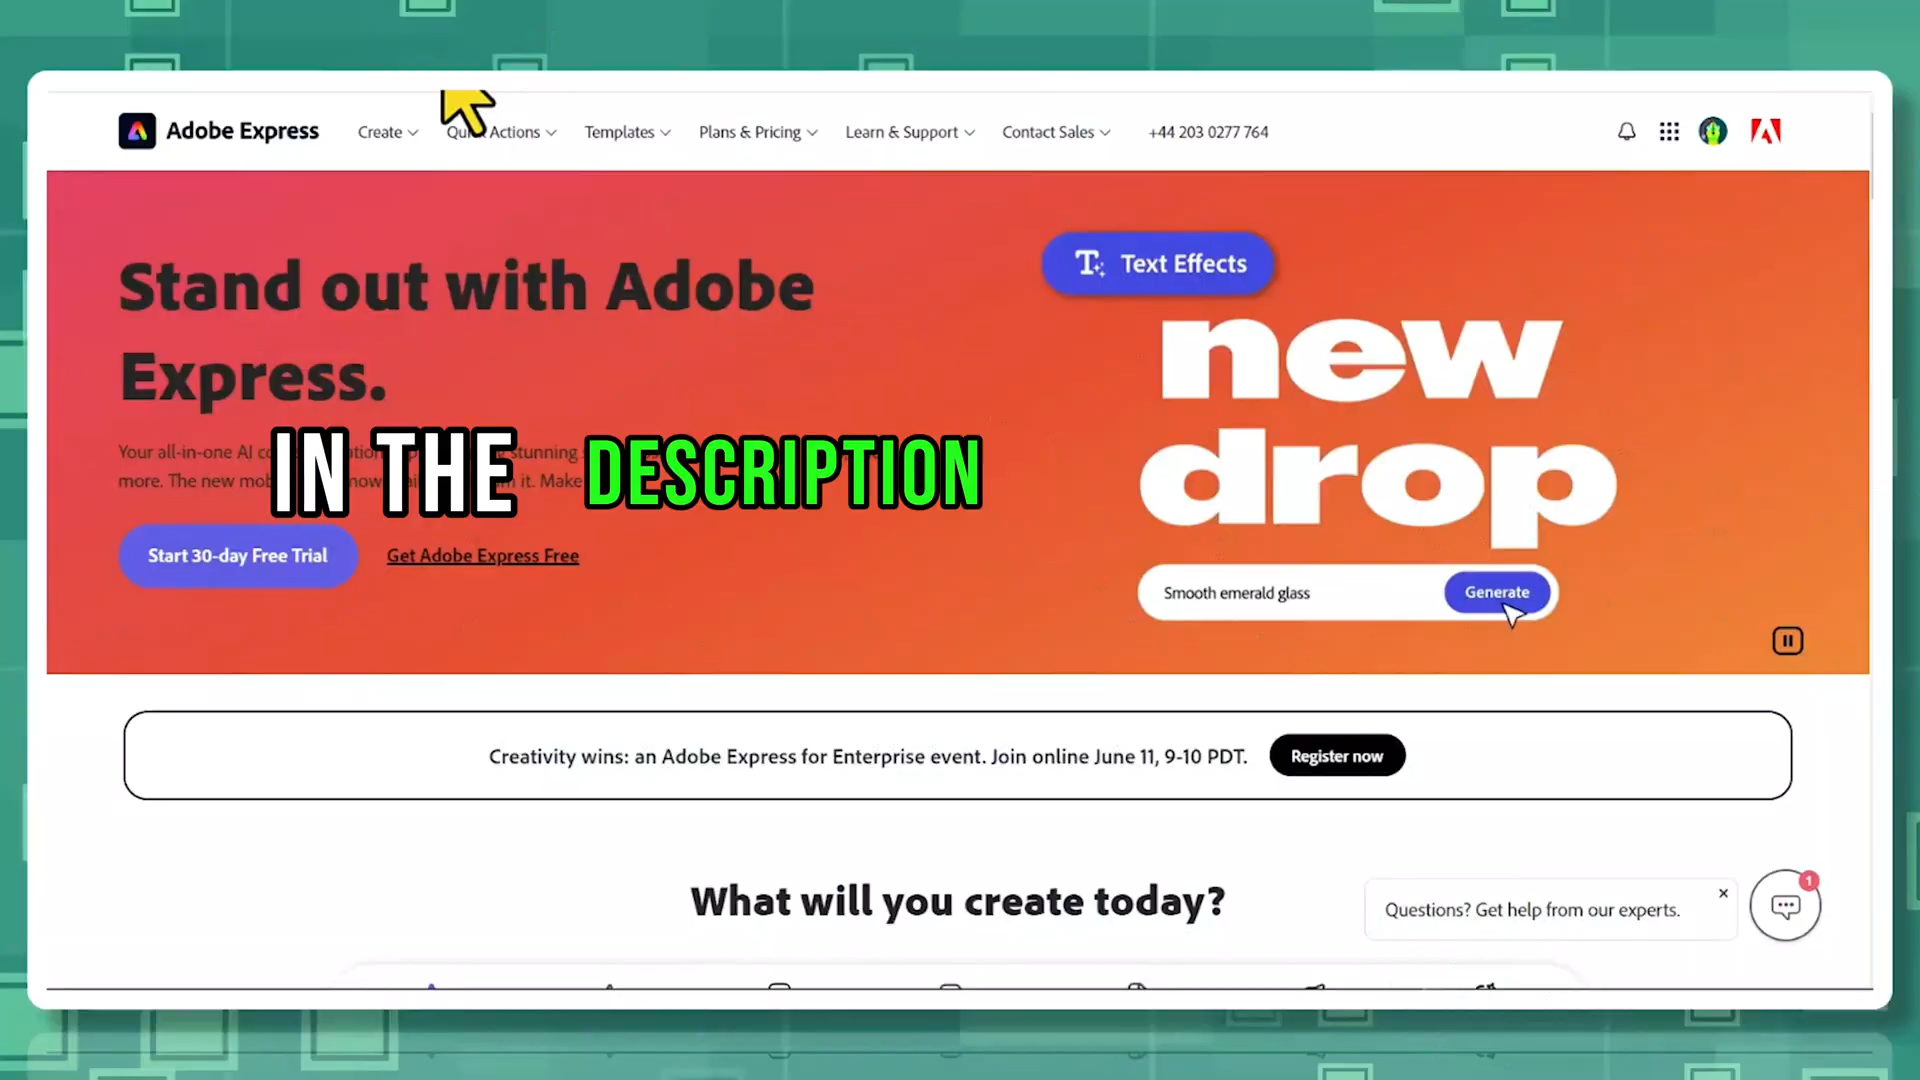 Adobe Express
Create
Quick Actions
Templates
Plans & Pricing
Learn & Support
Contact Sales
+44 203 0277 764
Stand out with Adobe
Express.
Your all-in-one AI stunning
more. The new it. Make
IN THE DESCRIPTION
Start 30-day Free Trial
Get Adobe Express Free
Text Effects
new
drop
Smooth emerald glass
Generate
Creativity wins: an Adobe Express for Enterprise event. Join online June 11, 9-10 PDT.
Register now
What will you create today?
Questions? Get help from our experts.
1